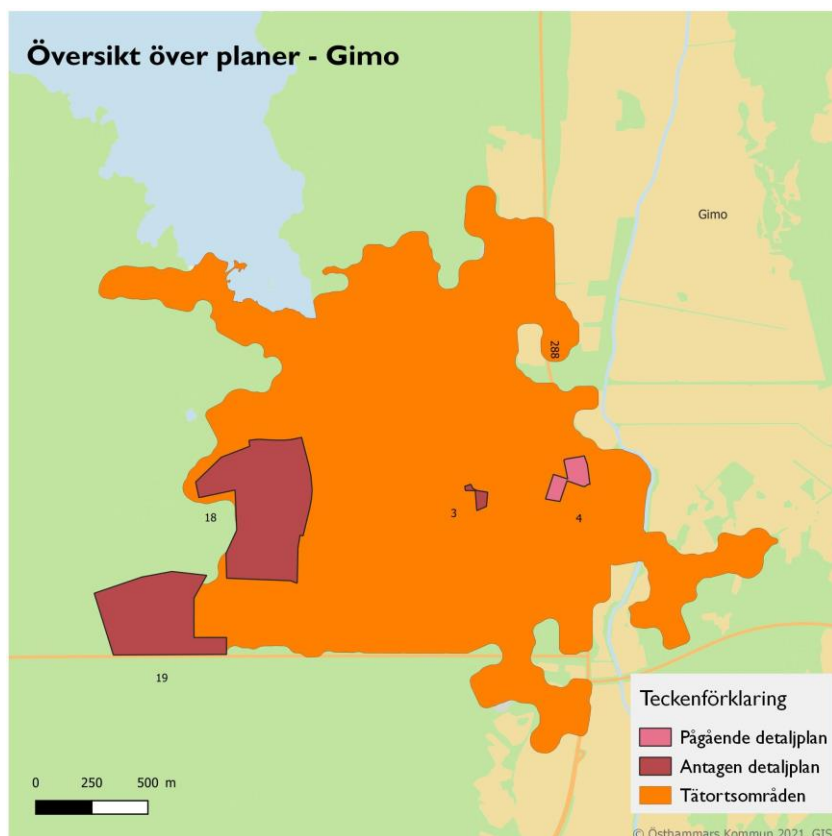 Översikt över planer - Gimo
Gimo
288
18
3
4
19
Teckenförklaring
Pågående detaljplan
Antagen detaljplan
Tätortsområden
0 250 500 m
© Östhammars Kommun 2021, GIS